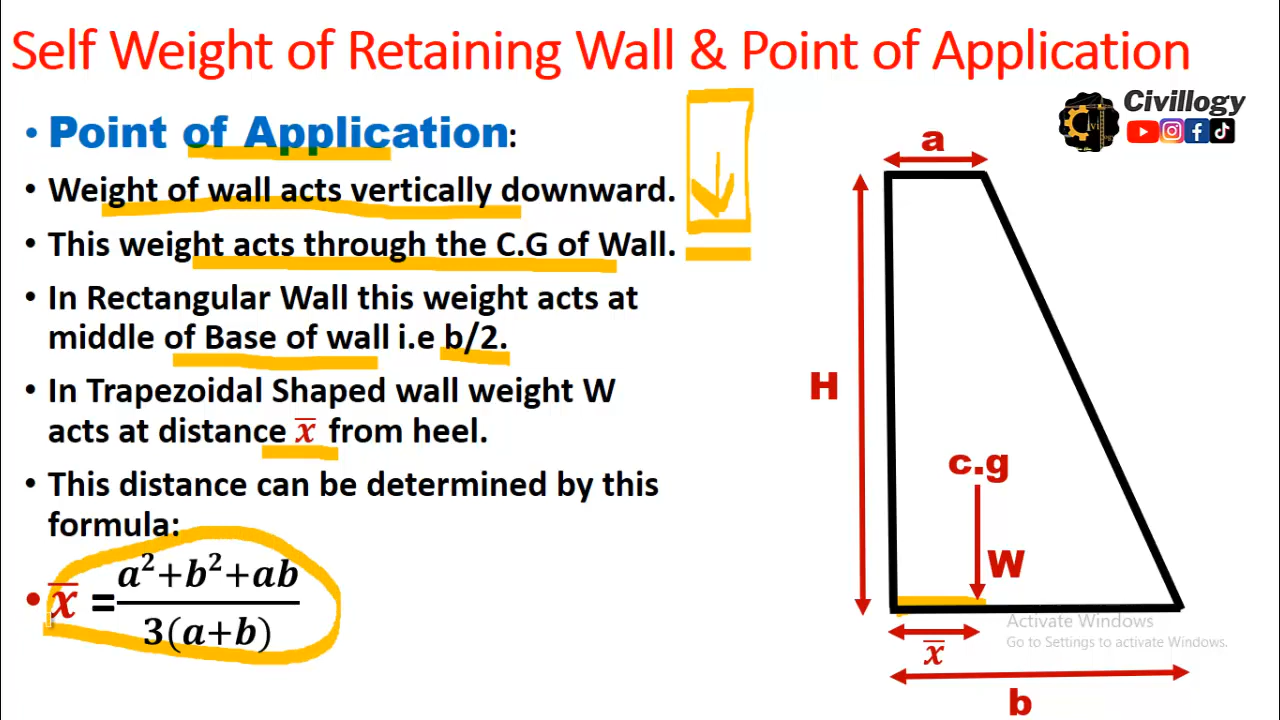 Self Weight of Retaining Wall & Point of Application
Civillogy
• Point of Application:
• Weight of wall acts vertically downward.
• This weight acts through the C.G of Wall.
• In Rectangular Wall this weight acts at
middle of Base of wall i.e b/2.
• In Trapezoidal Shaped wall weight W
acts at distance x̅ from heel.
• This distance can be determined by this
formula:
• x̅ = (a²+b²+ab)/(3(a+b))
a
H
c.g
W
x̅
b
Activate Windows
Go to Settings to activate Windows.